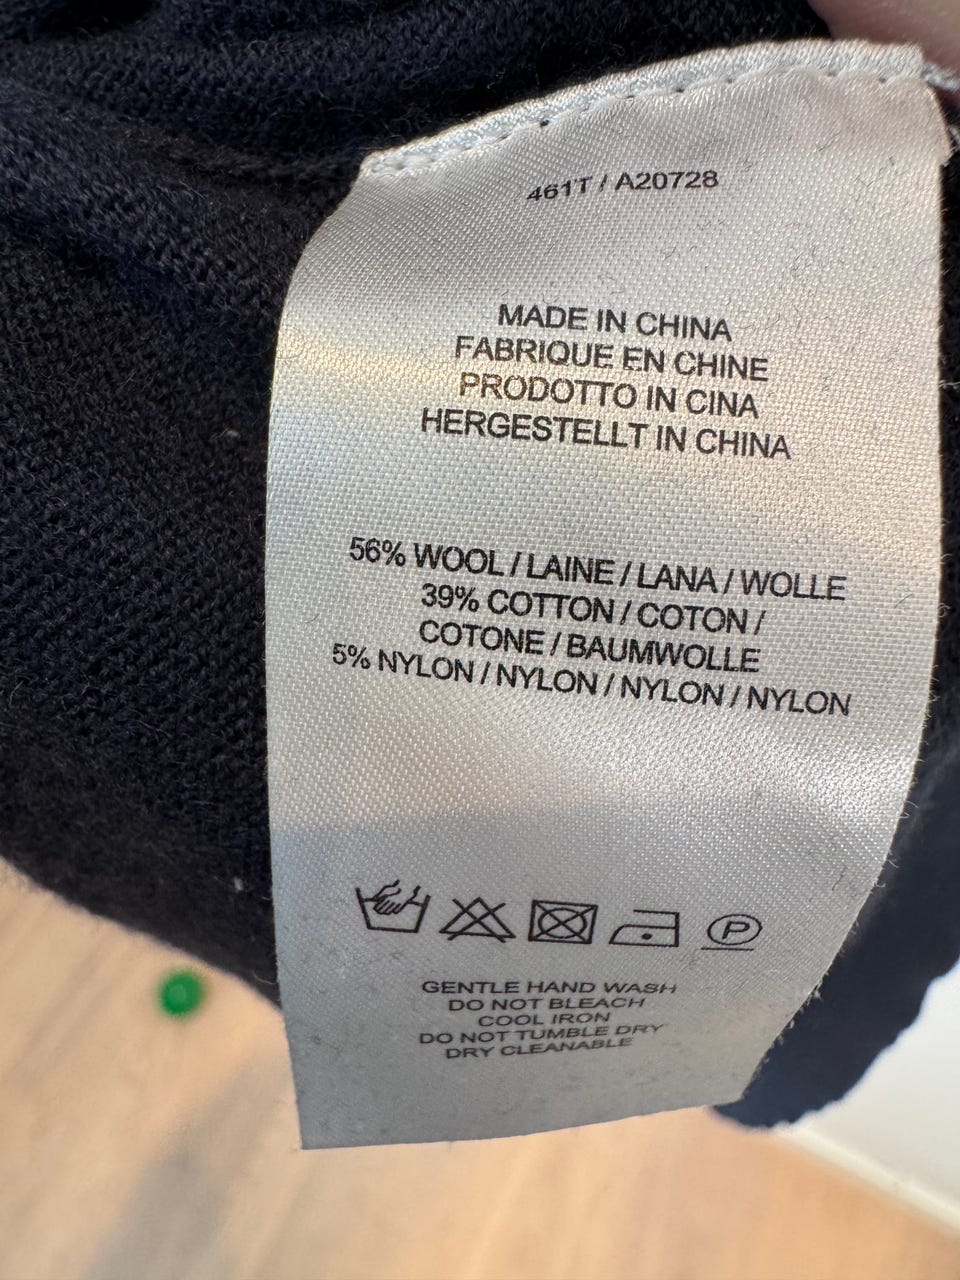 461T / A20728
MADE IN CHINA
FABRIQUE EN CHINE
PRODOTTO IN CINA
HERGESTELLT IN CHINA
56% WOOL / LAINE / LANA / WOLLE
39% COTTON / COTON /
COTONE / BAUMWOLLE
5% NYLON / NYLON / NYLON / NYLON
P
GENTLE HAND WASH
DO NOT BLEACH
COOL IRON
DO NOT TUMBLE DRY
DRY CLEANABLE